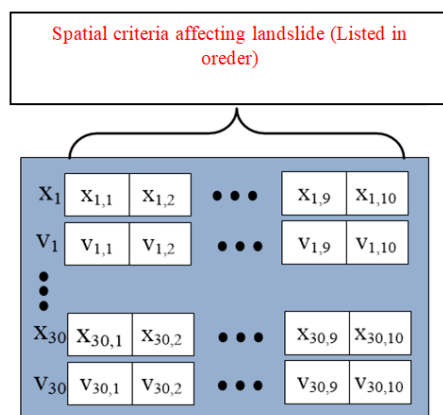 Spatial criteria affecting landslide (Listed in
oreder)
X1 X1,1 X1,2 ••• X1,9 X1,10
V1 V1,1 V1,2 ••• V1,9 V1,10
X30 X30,1 X30,2 ••• X30,9 X30,10
V30 V30,1 V30,2 ••• V30,9 V30,10